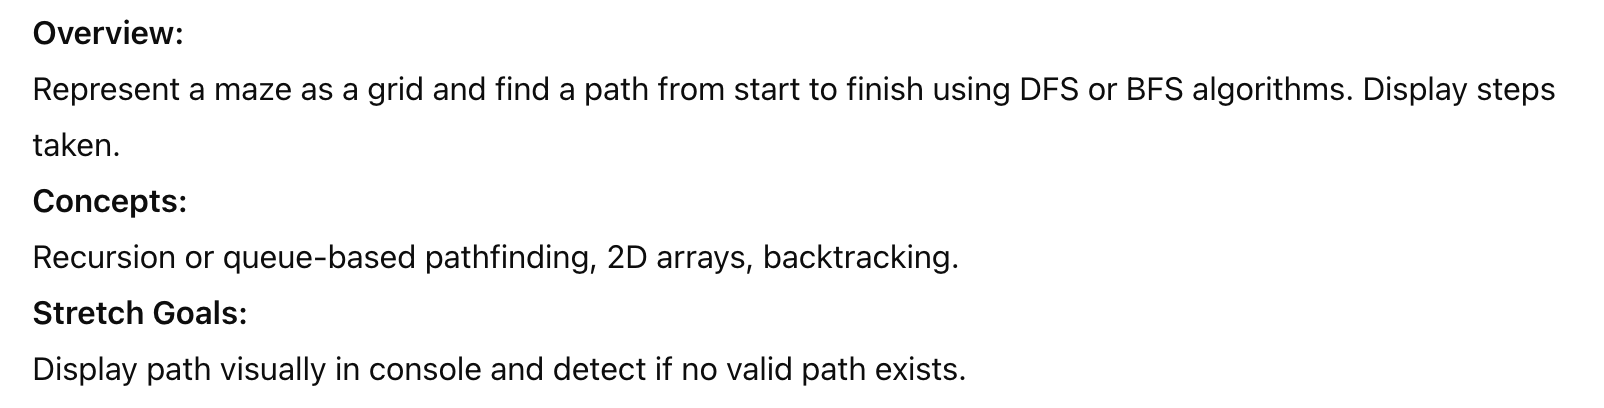 Overview:
Represent a maze as a grid and find a path from start to finish using DFS or BFS algorithms. Display steps
taken.
Concepts:
Recursion or queue-based pathfinding, 2D arrays, backtracking.
Stretch Goals:
Display path visually in console and detect if no valid path exists.